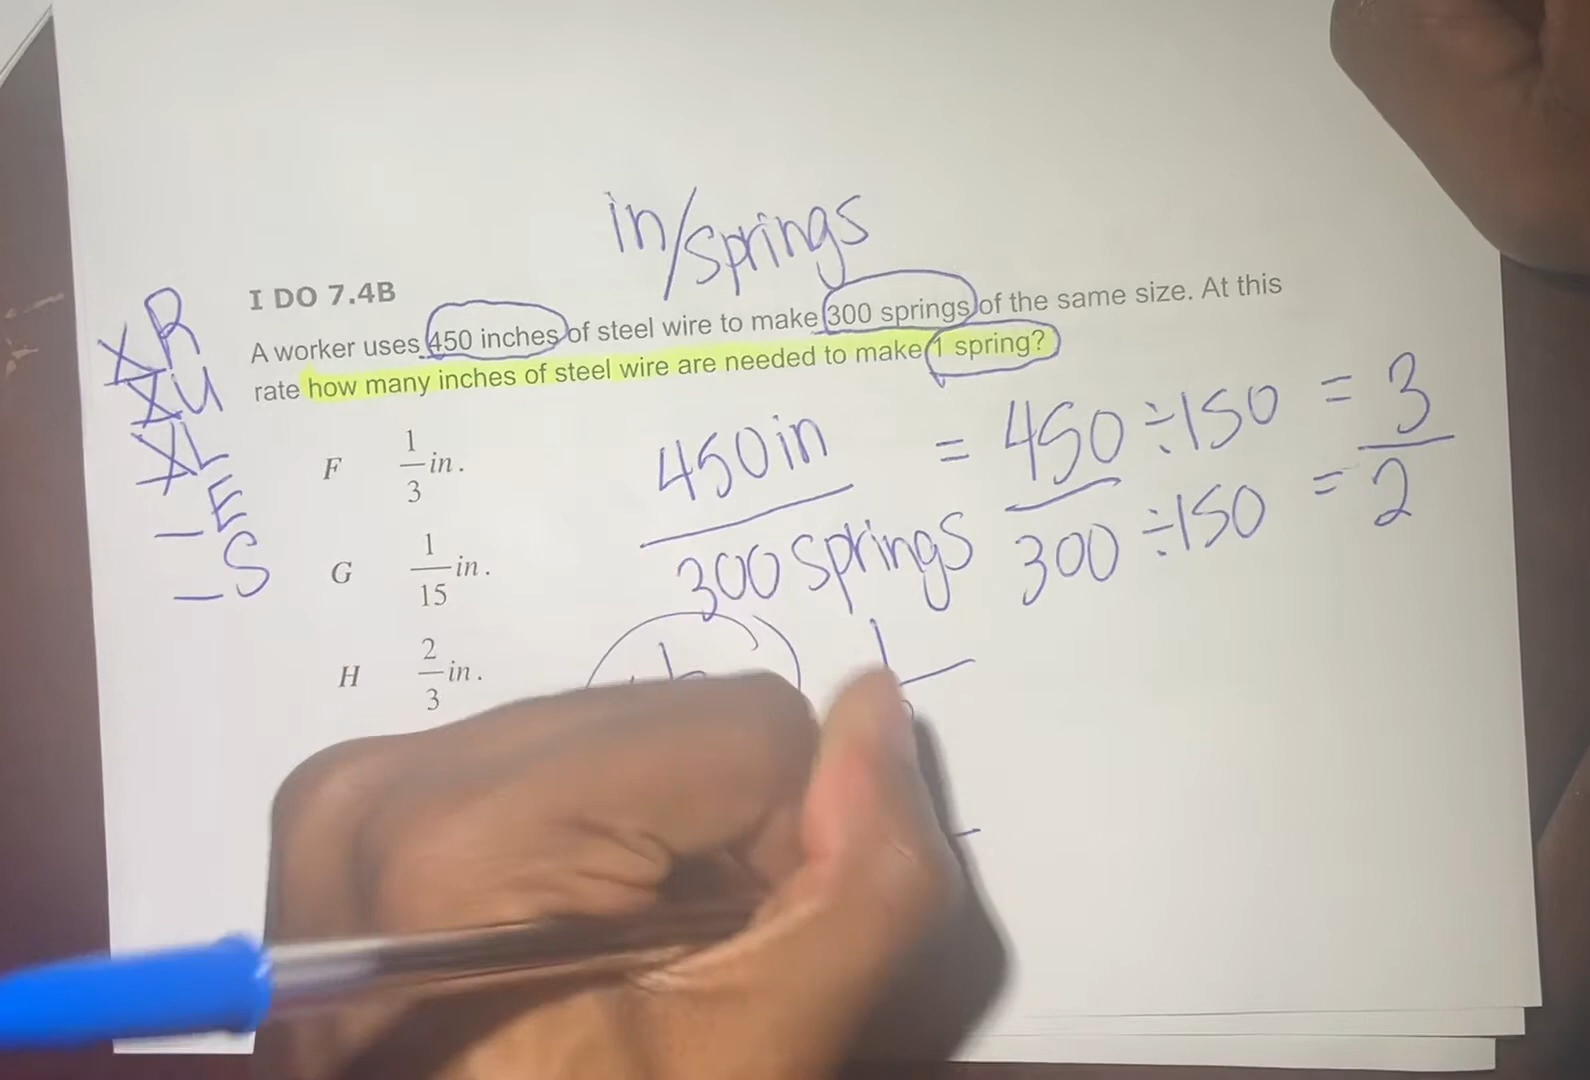 in/springs
I DO 7.4B
A worker uses 450 inches of steel wire to make 300 springs of the same size. At this
rate how many inches of steel wire are needed to make 1 spring?
R
U
L
E
S
F 1/3 in.
G 1/15 in.
H 2/3 in.
450in = 450 ÷150 = 3
300 springs 300 ÷150 = 2